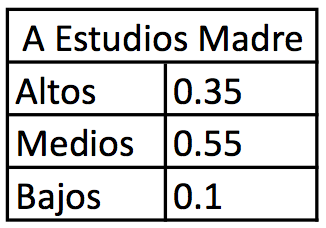 A Estudios Madre
Altos 0.35
Medios 0.55
Bajos 0.1